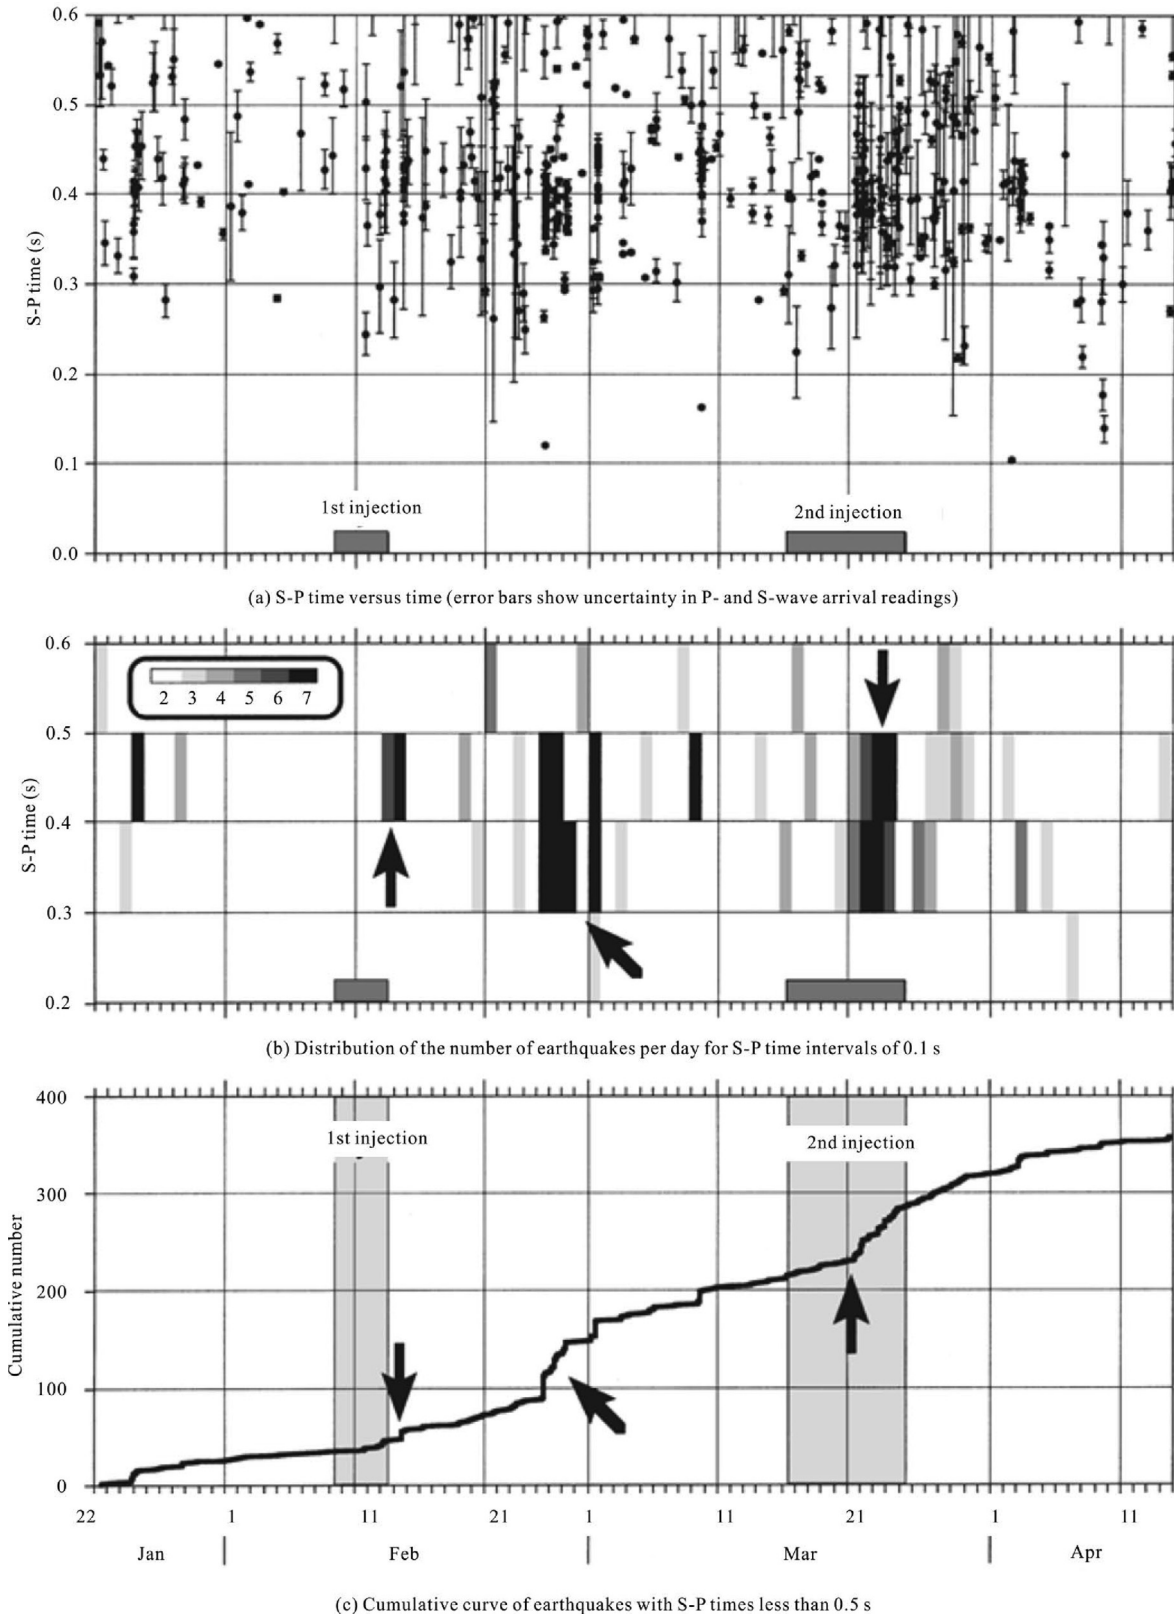 0.6
0.5
0.4
0.3
0.2
0.1
0.0
S-P time (s)
1st injection
2nd injection
(a) S-P time versus time (error bars show uncertainty in P- and S-wave arrival readings)
0.6
0.5
0.4
0.3
0.2
S-P time (s)
2 3 4 5 6 7
(b) Distribution of the number of earthquakes per day for S-P time intervals of 0.1 s
400
300
200
100
0
Cumulative number
1st injection
2nd injection
22 1 11 21 1 11 21 1 11
Jan Feb Mar Apr
(c) Cumulative curve of earthquakes with S-P times less than 0.5 s